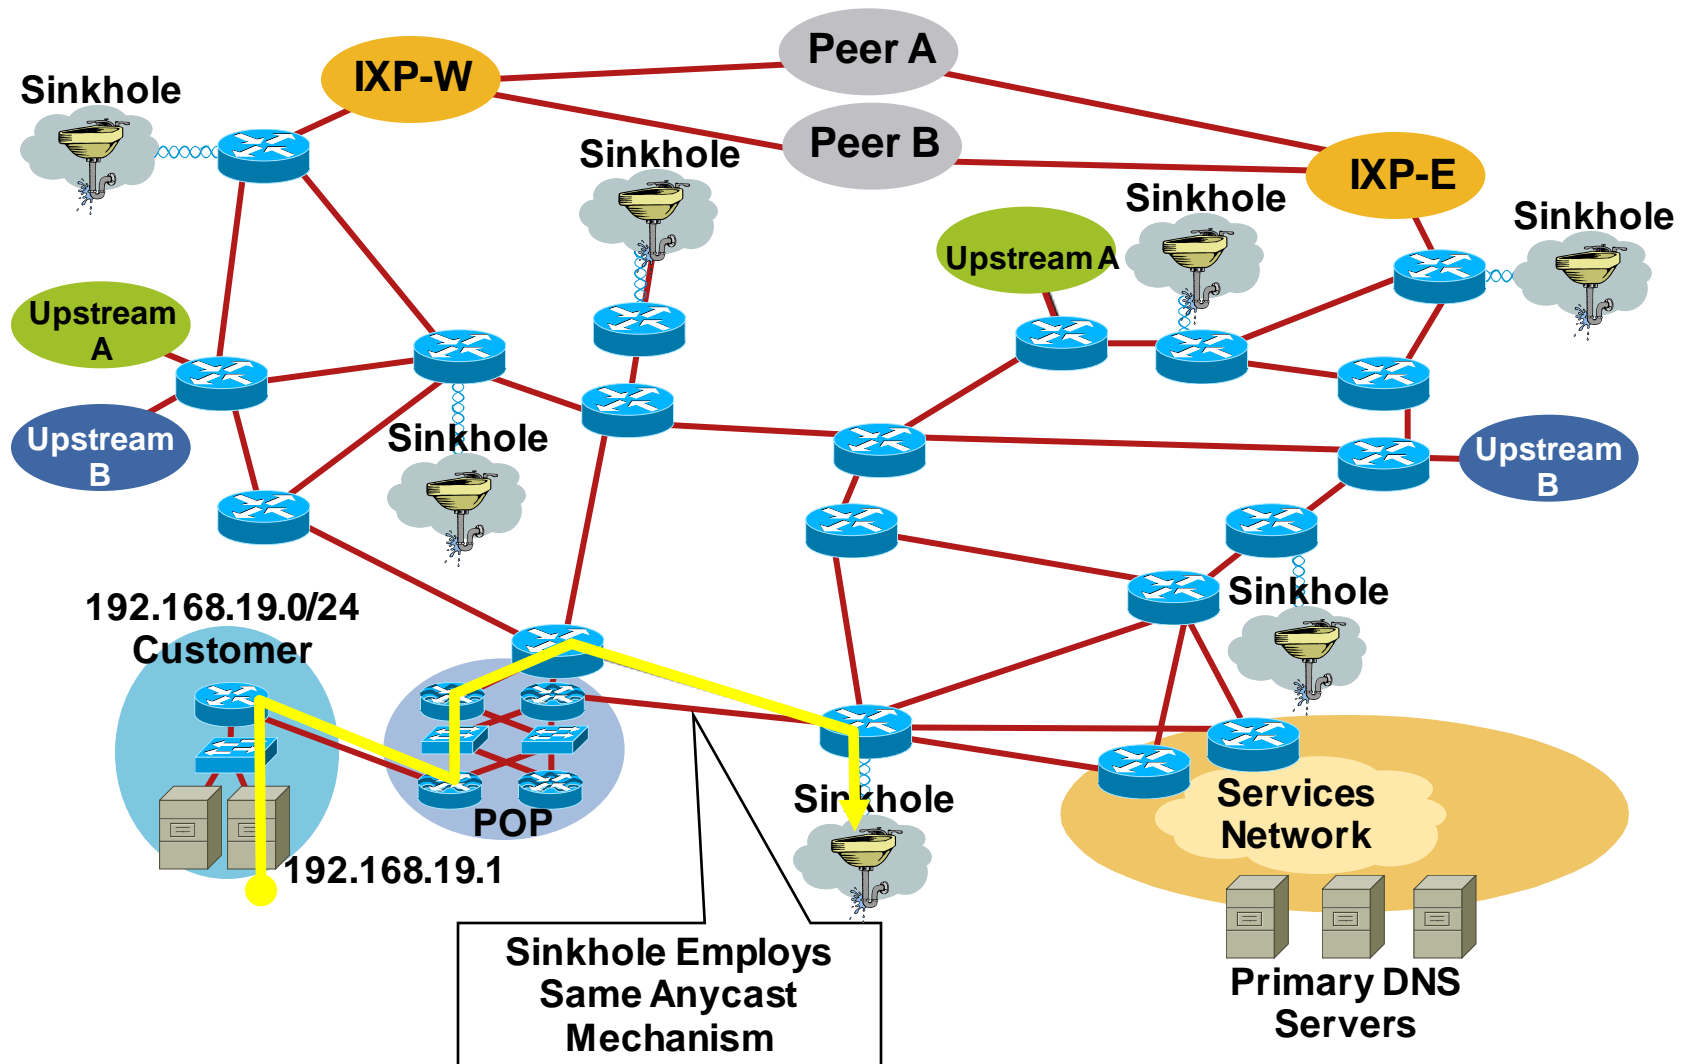 Peer A
IXP-W
Sinkhole
Peer B
Sinkhole
IXP-E
Sinkhole
Sinkhole
Upstream A
Upstream
A
Upstream
B
Sinkhole
Upstream
B
192.168.19.0/24
Customer
Sinkhole
POP
Sinkhole
Services
Network
192.168.19.1
Sinkhole Employs
Same Anycast
Mechanism
Primary DNS
Servers